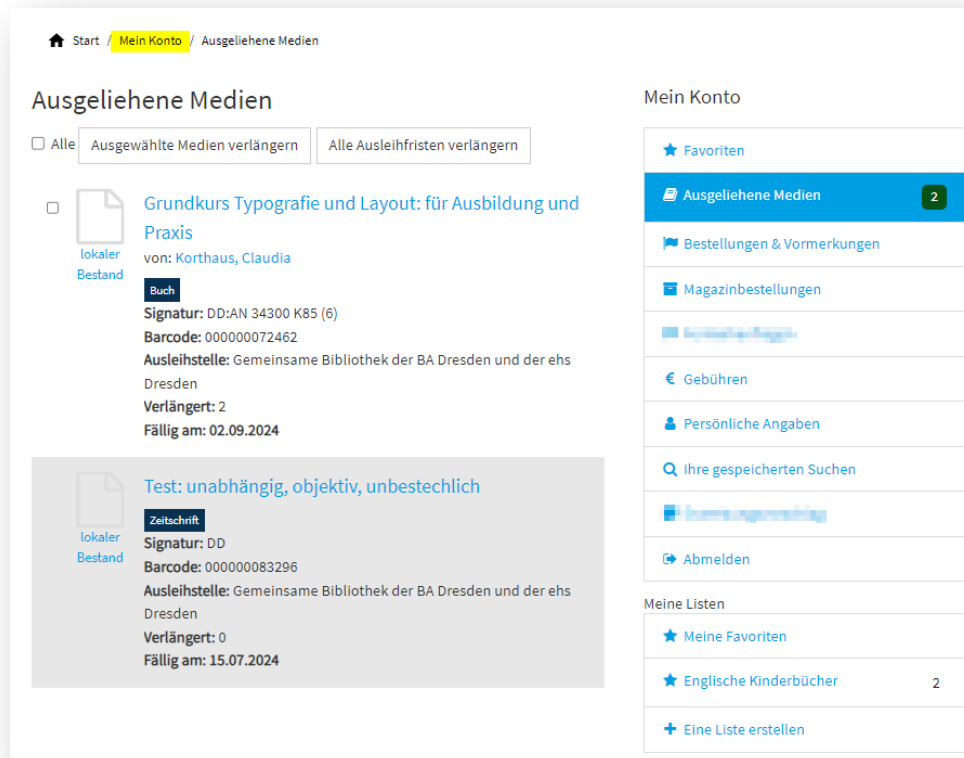 Start / Mein Konto / Ausgeliehene Medien
Ausgeliehene Medien
Alle Ausgewählte Medien verlängern Alle Ausleihfristen verlängern
Grundkurs Typografie und Layout: für Ausbildung und
Praxis
lokaler
Bestand
von: Korthaus, Claudia
Buch
Signatur: DD:AN 34300 K85 (6)
Barcode: 000000072462
Ausleihstelle: Gemeinsame Bibliothek der BA Dresden und der ehs
Dresden
Verlängert: 2
Fällig am: 02.09.2024
Test: unabhängig, objektiv, unbestechlich
lokaler
Bestand
Zeitschrift
Signatur: DD
Barcode: 000000083296
Ausleihstelle: Gemeinsame Bibliothek der BA Dresden und der ehs
Dresden
Verlängert: 0
Fällig am: 15.07.2024
Mein Konto
Favoriten
Ausgeliehene Medien 2
Bestellungen & Vormerkungen
Magazinbestellungen
€ Gebühren
Persönliche Angaben
Ihre gespeicherten Suchen
Abmelden
Meine Listen
Meine Favoriten
Englische Kinderbücher 2
Eine Liste erstellen